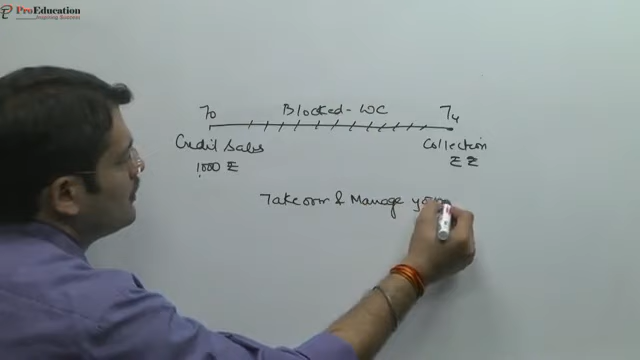 ProEducation
Inspiring Success
T0 Blocked - WC T4
Credit Sales Collection
1000 ₹ ₹ ₹
Takeover & Manage your